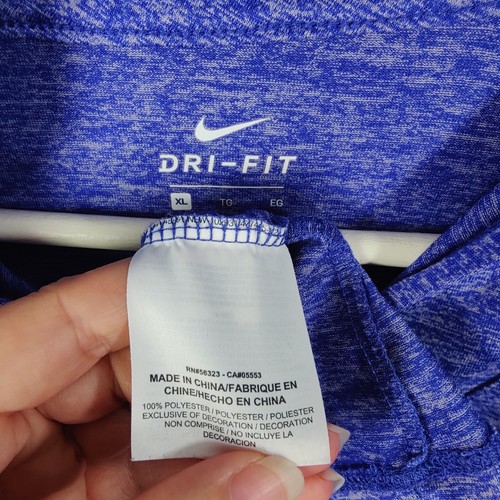 DRI-FIT
XL TG EG
RN#56323 - CA#05553
MADE IN CHINA/FABRIQUE EN
CHINE/HECHO EN CHINA
100% POLYESTER / POLYESTER / POLIESTER
EXCLUSIVE OF DECORATION / DECORATION
NON COMPRISE / NO INCLUYE LA
DECORACION